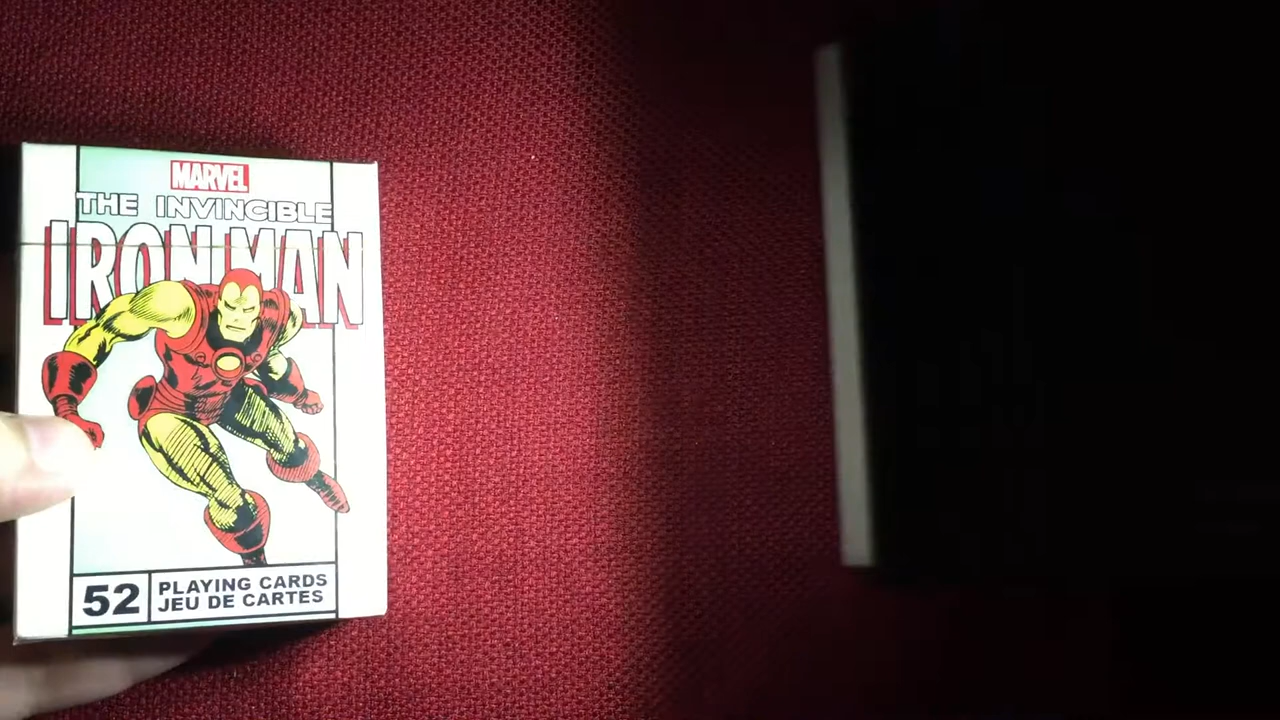 MARVEL
THE INVINCIBLE
IRON MAN
52
PLAYING CARDS
JEU DE CARTES